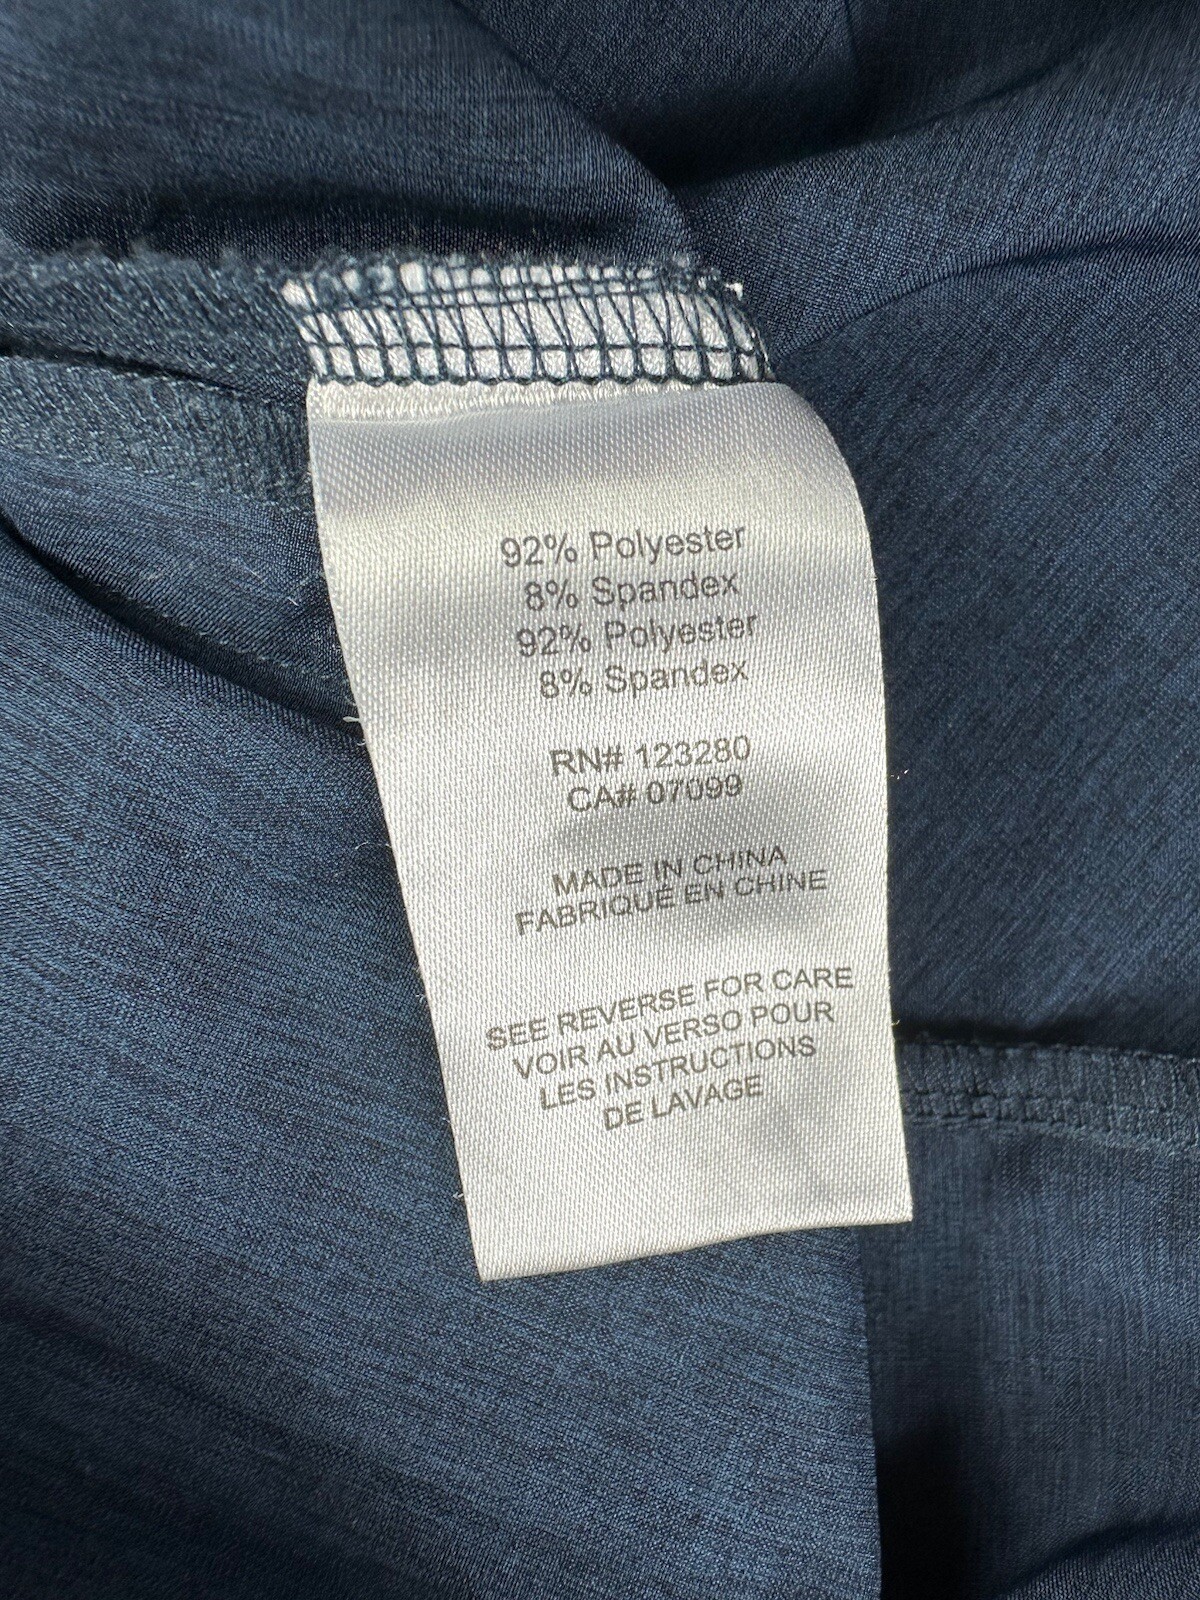 92% Polyester
8% Spandex
92% Polyester
8% Spandex
RN# 123280
CA# 07099
MADE IN CHINA
FABRIQUÉ EN CHINE
SEE REVERSE FOR CARE
VOIR AU VERSO POUR
LES INSTRUCTIONS
DE LAVAGE